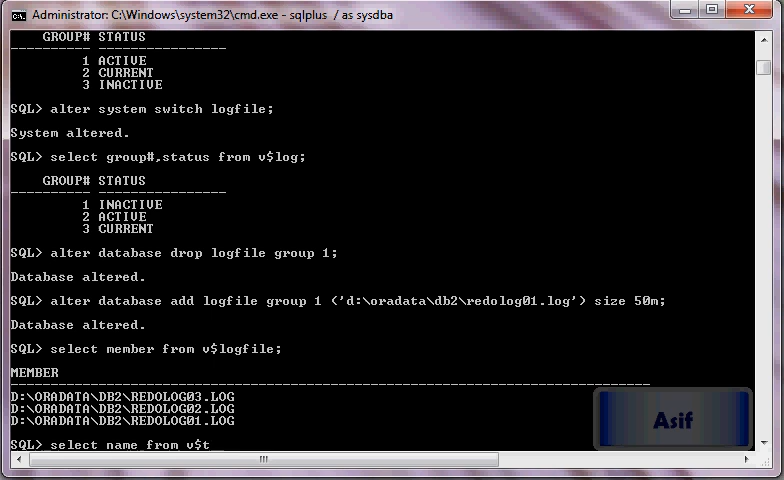 Administrator: C:\Windows\system32\cmd.exe - sqlplus / as sysdba
GROUP# STATUS
---------- ----------------
1 ACTIVE
2 CURRENT
3 INACTIVE
SQL> alter system switch logfile;
System altered.
SQL> select group#,status from v$log;
GROUP# STATUS
---------- ----------------
1 INACTIVE
2 ACTIVE
3 CURRENT
SQL> alter database drop logfile group 1;
Database altered.
SQL> alter database add logfile group 1 ('d:\oradata\db2\redolog01.log') size 50m;
Database altered.
SQL> select member from v$logfile;
MEMBER
--------------------------------------------------------------------------------
D:\ORADATA\DB2\REDOLOG03.LOG
D:\ORADATA\DB2\REDOLOG02.LOG
D:\ORADATA\DB2\REDOLOG01.LOG
SQL> select name from v$t_
Asif